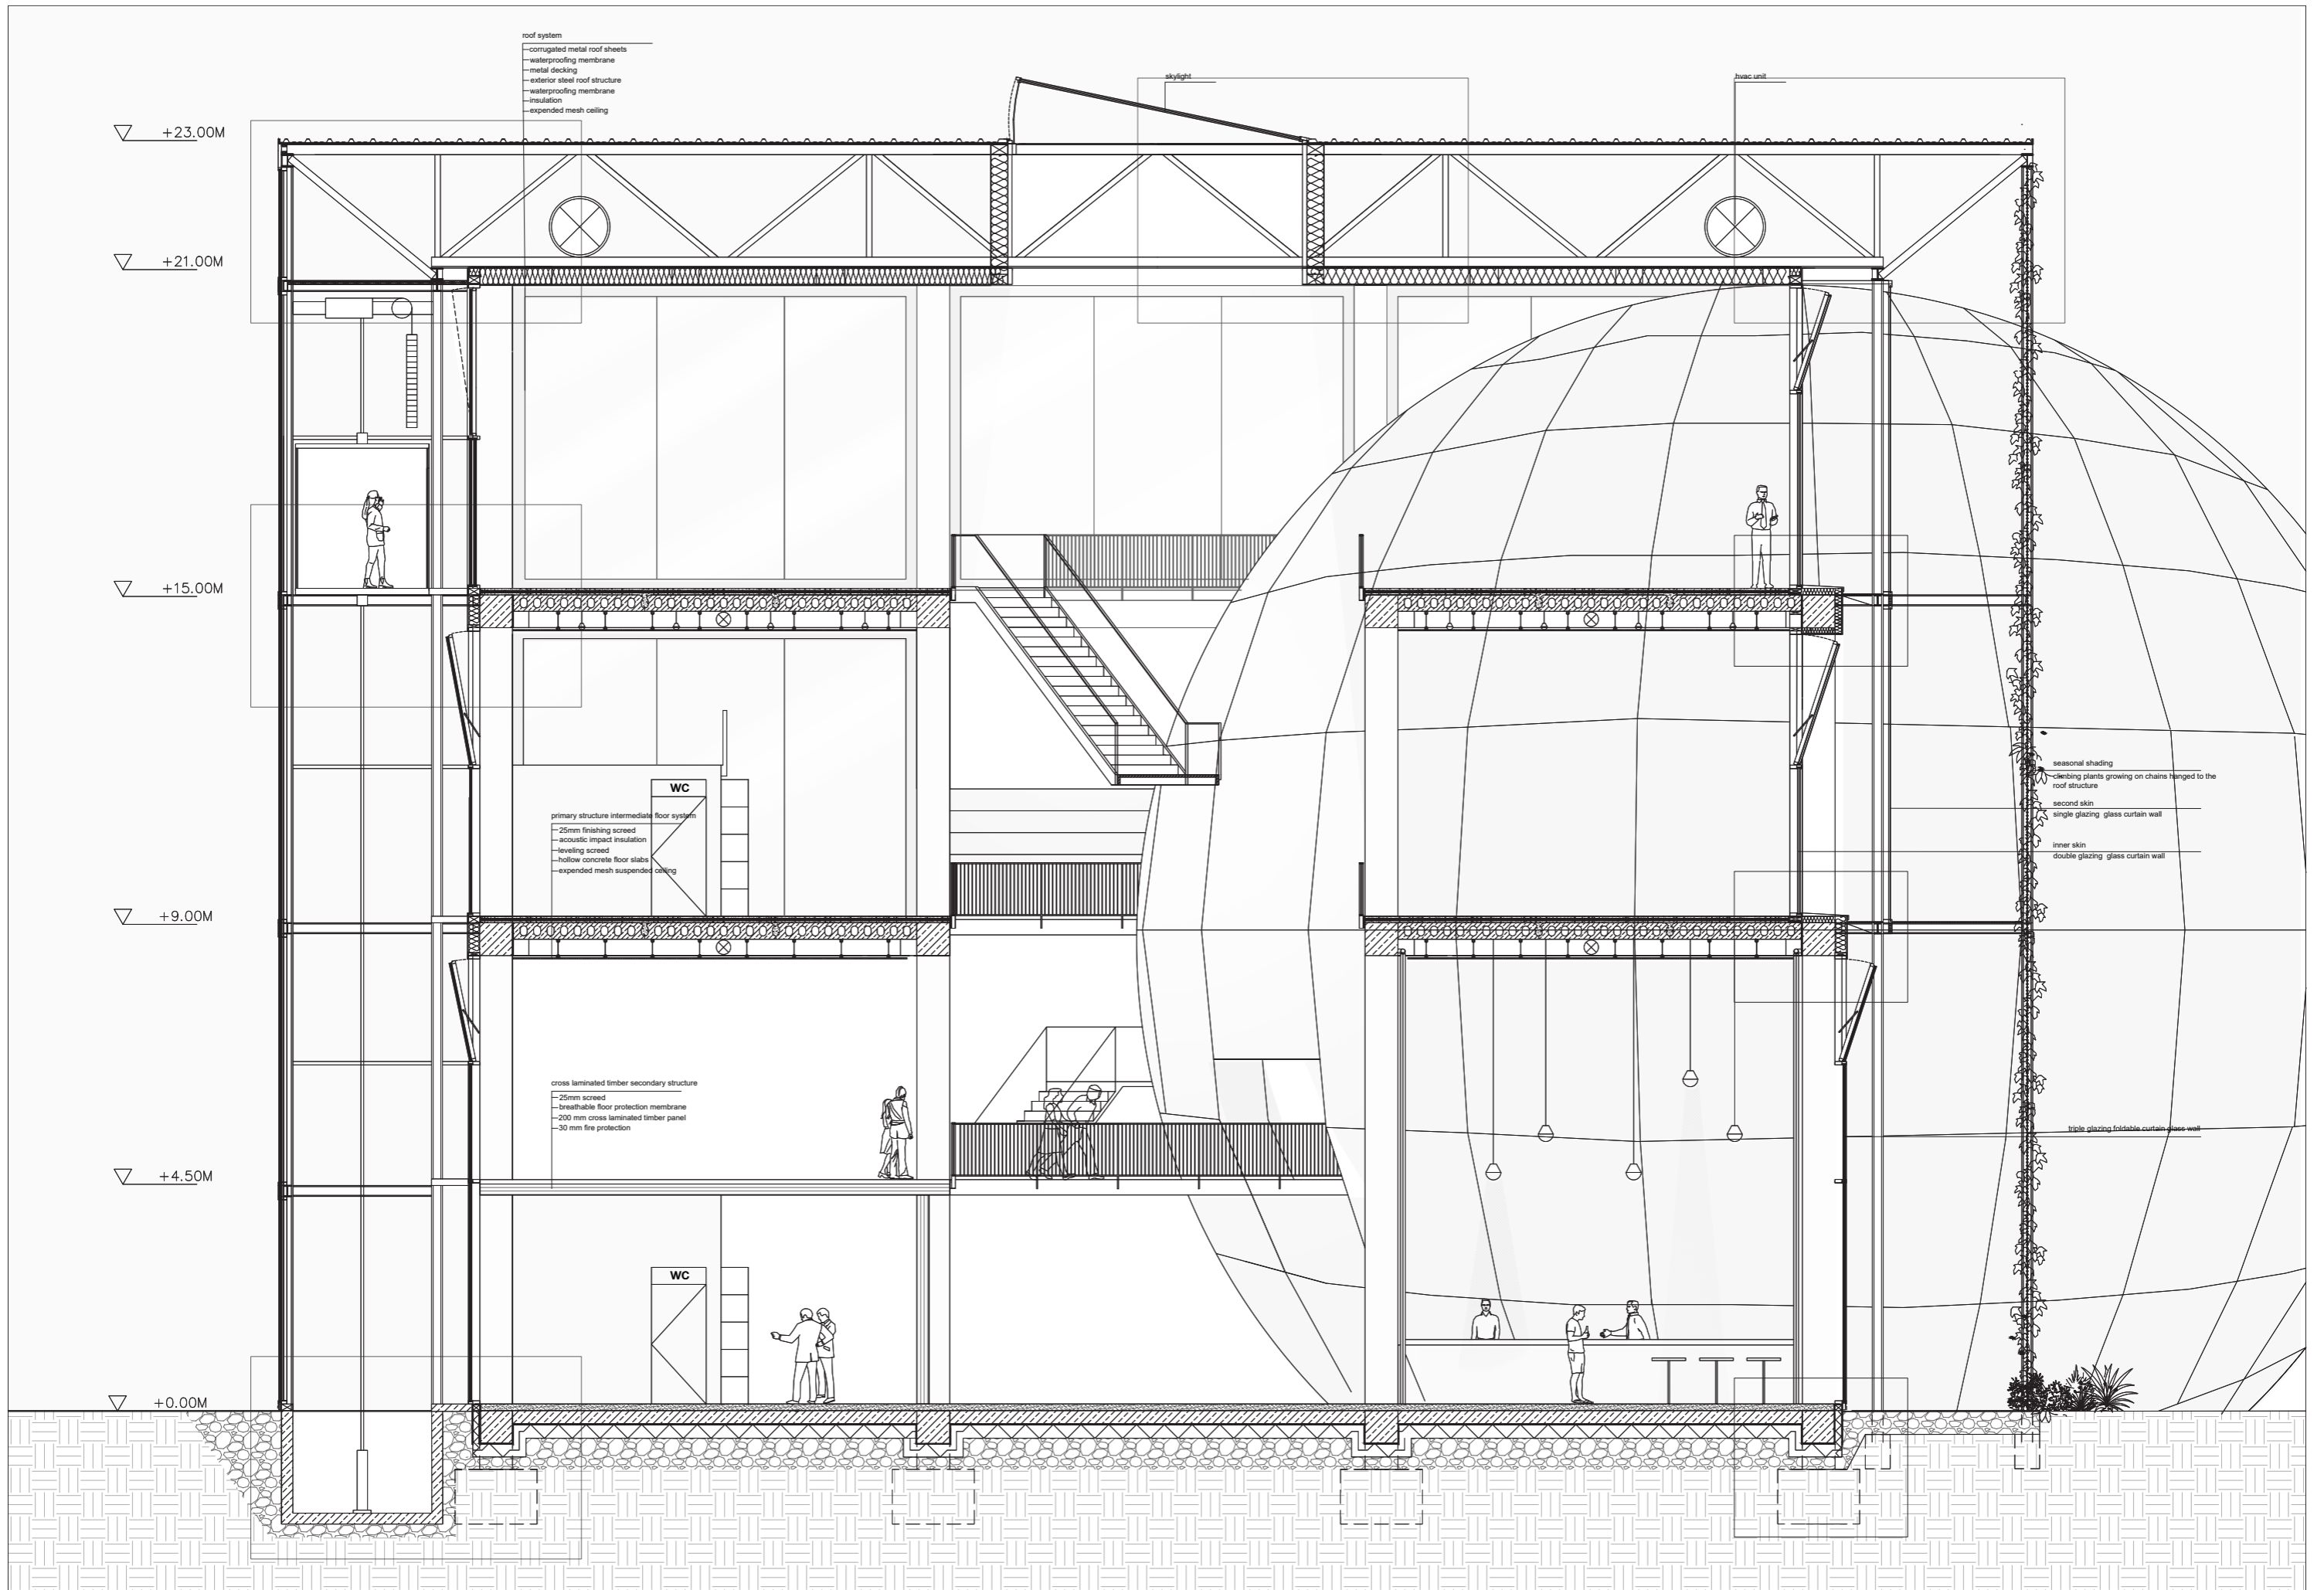 roof system
corrugated metal roof sheets
waterproofing membrane
metal decking
exterior steel roof structure
waterproofing membrane
insulation
expended mesh ceiling
skylight
hvac unit
+23.00M
+21.00M
+15.00M
+9.00M
+4.50M
+0.00M
WC
primary structure intermediate floor system
25mm finishing screed
acoustic impact insulation
leveling screed
hollow concrete floor slabs
expended mesh suspended ceiling
seasonal shading
climbing plants growing on chains hanged to the
roof structure
second skin
single glazing glass curtain wall
inner skin
double glazing glass curtain wall
cross laminated timber secondary structure
25mm screed
breathable floor protection membrane
200 mm cross laminated timber panel
30 mm fire protection
triple glazing foldable curtain glass wall
WC